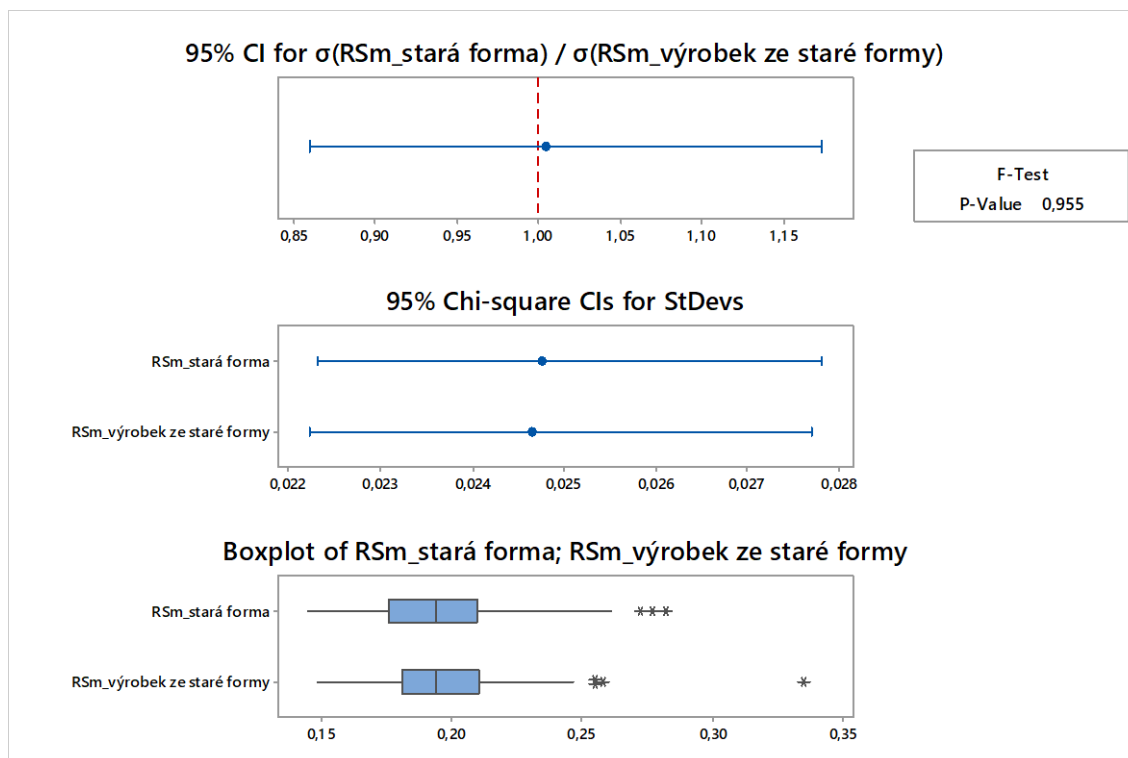 95% CI for σ(RSm_stará forma) / σ(RSm_výrobek ze staré formy)
0,85 0,90 0,95 1,00 1,05 1,10 1,15
F-Test
P-Value 0,955
95% Chi-square CIs for StDevs
RSm_stará forma
RSm_výrobek ze staré formy
0,022 0,023 0,024 0,025 0,026 0,027 0,028
Boxplot of RSm_stará forma; RSm_výrobek ze staré formy
RSm_stará forma
RSm_výrobek ze staré formy
0,15 0,20 0,25 0,30 0,35